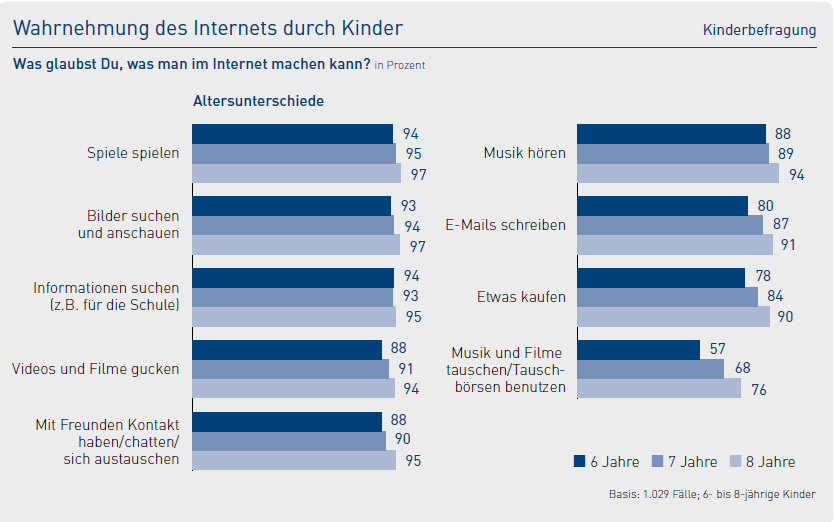 Wahrnehmung des Internets durch Kinder
Kinderbefragung
Was glaubst Du, was man im Internet machen kann? in Prozent
Altersunterschiede
Spiele spielen
94
95
97
Bilder suchen
und anschauen
93
94
97
Informationen suchen
(z.B. für die Schule)
94
93
95
Videos und Filme gucken
88
91
94
Mit Freunden Kontakt
haben/chatten/
sich austauschen
88
90
95
Musik hören
88
89
94
E-Mails schreiben
80
87
91
Etwas kaufen
78
84
90
Musik und Filme
tauschen/Tausch-
börsen benutzen
57
68
76
6 Jahre 7 Jahre 8 Jahre
Basis: 1.029 Fälle; 6- bis 8-jährige Kinder